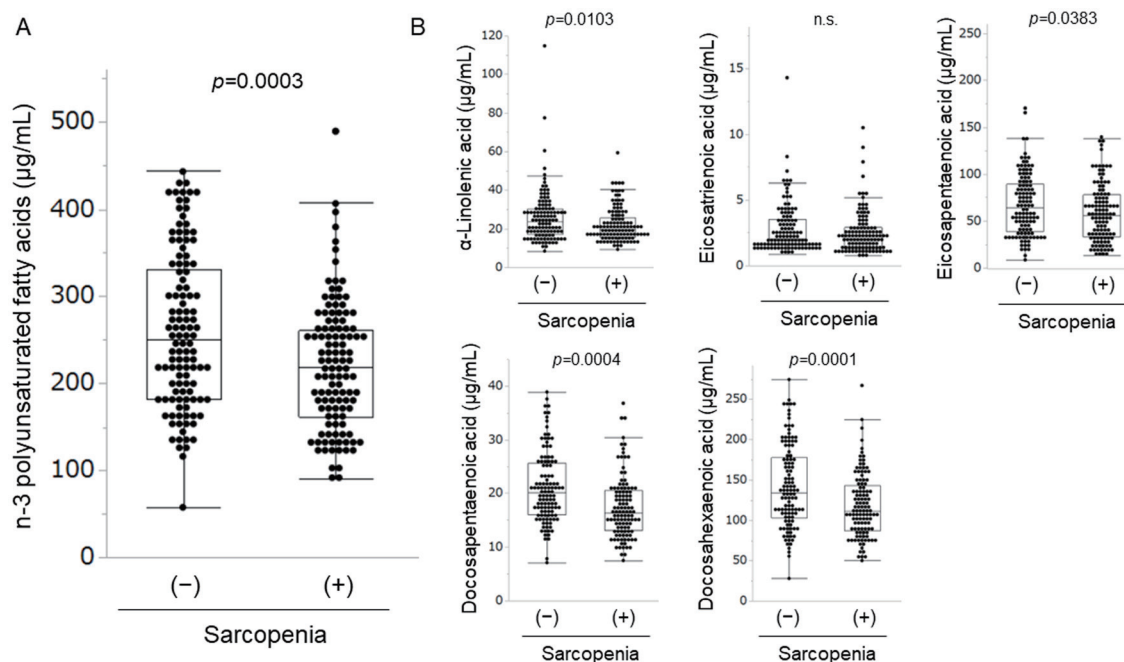 A
p=0.0003
n-3 polyunsaturated fatty acids (µg/mL)
500
400
300
200
100
0
(−) (+)
Sarcopenia
B
p=0.0103
α-Linolenic acid (µg/mL)
120
100
80
60
40
20
0
(−) (+)
Sarcopenia
n.s.
Eicosatrienoic acid (µg/mL)
15
10
5
0
(−) (+)
Sarcopenia
p=0.0383
Eicosapentaenoic acid (µg/mL)
250
200
150
100
50
0
(−) (+)
Sarcopenia
p=0.0004
Docosapentaenoic acid (µg/mL)
40
30
20
10
0
(−) (+)
Sarcopenia
p=0.0001
Docosahexaenoic acid (µg/mL)
250
200
150
100
50
0
(−) (+)
Sarcopenia